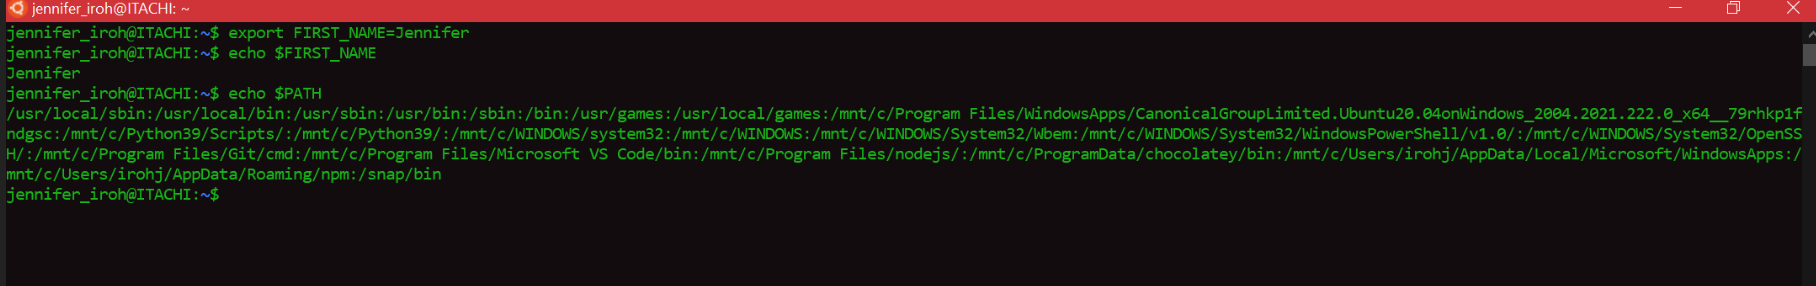 jennifer_iroh@ITACHI: ~
jennifer_iroh@ITACHI:~$ export FIRST_NAME=Jennifer
jennifer_iroh@ITACHI:~$ echo $FIRST_NAME
Jennifer
jennifer_iroh@ITACHI:~$ echo $PATH
/usr/local/sbin:/usr/local/bin:/usr/sbin:/usr/bin:/sbin:/bin:/usr/games:/usr/local/games:/mnt/c/Program Files/WindowsApps/CanonicalGroupLimited.Ubuntu20.04onWindows_2004.2021.222.0_x64__79rhkp1f
ndgsc:/mnt/c/Python39/Scripts/:/mnt/c/Python39/:/mnt/c/WINDOWS/system32:/mnt/c/WINDOWS:/mnt/c/WINDOWS/System32/Wbem:/mnt/c/WINDOWS/System32/WindowsPowerShell/v1.0/:/mnt/c/WINDOWS/System32/OpenSS
H/:/mnt/c/Program Files/Git/cmd:/mnt/c/Program Files/Microsoft VS Code/bin:/mnt/c/Program Files/nodejs/:/mnt/c/ProgramData/chocolatey/bin:/mnt/c/Users/irohj/AppData/Local/Microsoft/WindowsApps:/
mnt/c/Users/irohj/AppData/Roaming/npm:/snap/bin
jennifer_iroh@ITACHI:~$